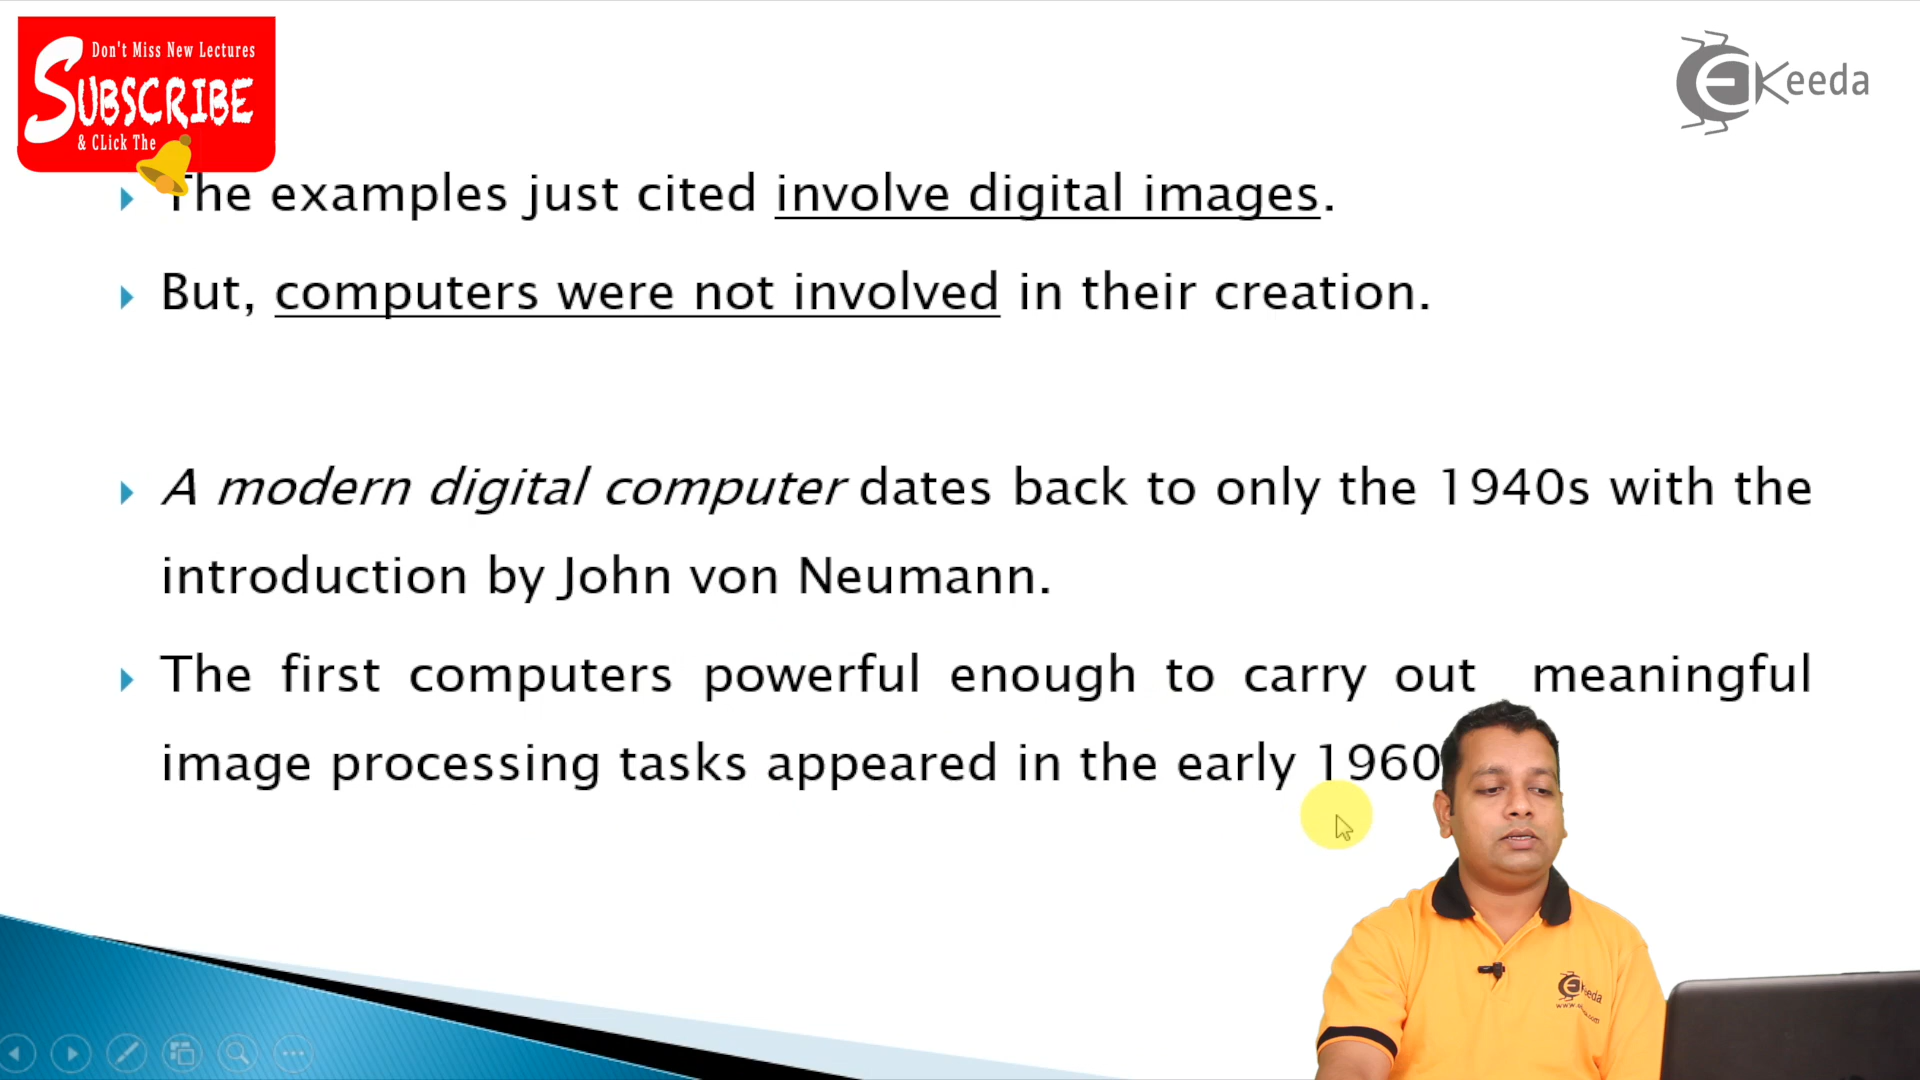 Don't Miss New Lectures
SUBSCRIBE
& CLick The
Keeda
The examples just cited involve digital images.
But, computers were not involved in their creation.
A modern digital computer dates back to only the 1940s with the
introduction by John von Neumann.
The first computers powerful enough to carry out meaningful
image processing tasks appeared in the early 1960